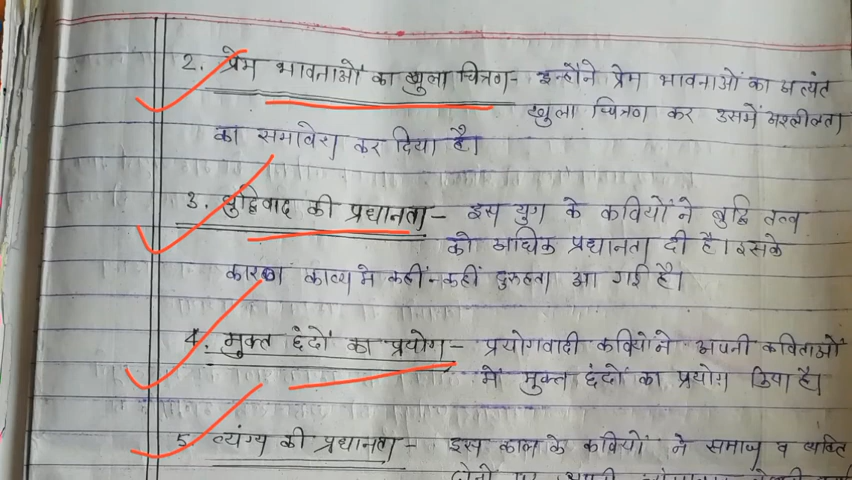 2. प्रेम भावनाओं का खुला चित्रण - इन्होंने प्रेम भावनाओं का अत्यंत
खुला चित्रण कर उसमें अश्लीलता
का समावेश कर दिया है।
3. बुद्धिवाद की प्रधानता - इस युग के कवियों ने बुद्धि तत्व
को अधिक प्रधानता दी है। इसके
कारण काव्य मे कहीं-कहीं दुरुहता आ गई है।
4. मुक्त छंदों का प्रयोग - प्रयोगवादी कवियोंने अपनी कविताओं
में मुक्त छंदों का प्रयोग किया है।
5. व्यंग्य की प्रधानता - इस काल के कवियों ने समाज व व्यक्ति
दोनों पर अपनी